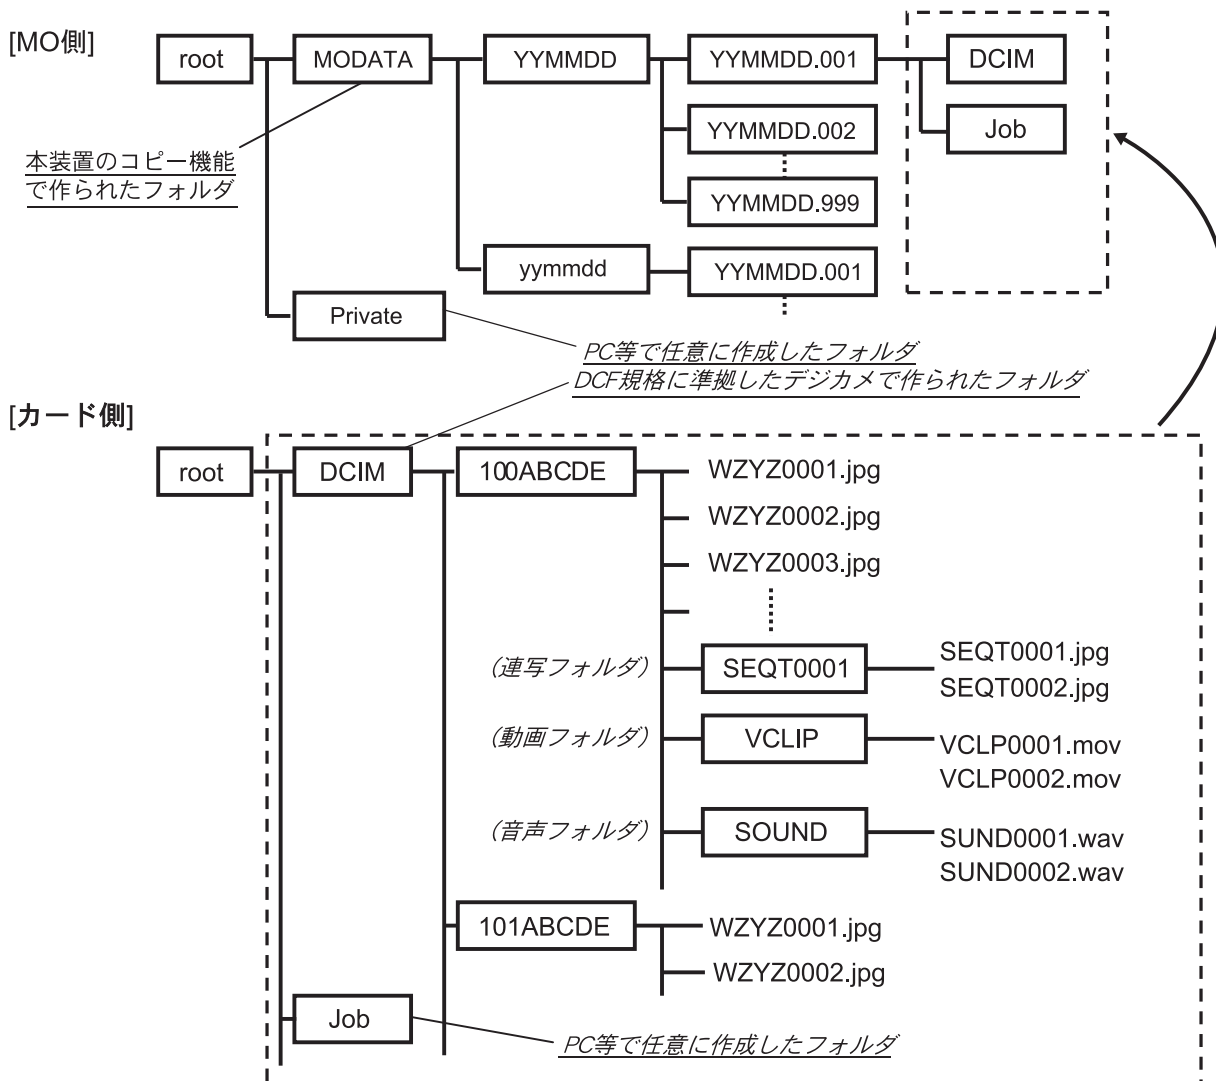 [MO側]
root
MODATA
YYMMDD
YYMMDD.001
DCIM
YYMMDD.002
Job
本装置のコピー機能
で作られたフォルダ
YYMMDD.999
yymmdd
YYMMDD.001
Private
PC等で任意に作成したフォルダ
DCF規格に準拠したデジカメで作られたフォルダ
[カード側]
root
DCIM
100ABCDE
WZYZ0001.jpg
WZYZ0002.jpg
WZYZ0003.jpg
(連写フォルダ)
SEQT0001
SEQT0001.jpg
SEQT0002.jpg
(動画フォルダ)
VCLIP
VCLP0001.mov
VCLP0002.mov
(音声フォルダ)
SOUND
SUND0001.wav
SUND0002.wav
101ABCDE
WZYZ0001.jpg
WZYZ0002.jpg
Job
PC等で任意に作成したフォルダ